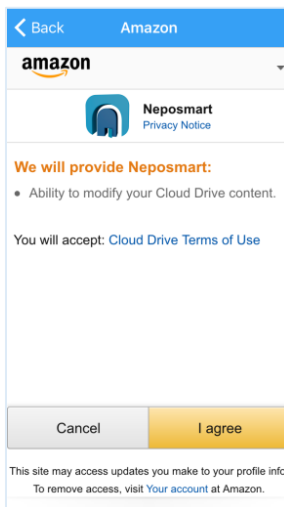 Back Amazon
amazon
Neposmart
Privacy Notice
We will provide Neposmart:
• Ability to modify your Cloud Drive content.
You will accept: Cloud Drive Terms of Use
Cancel I agree
This site may access updates you make to your profile info
To remove access, visit Your account at Amazon.